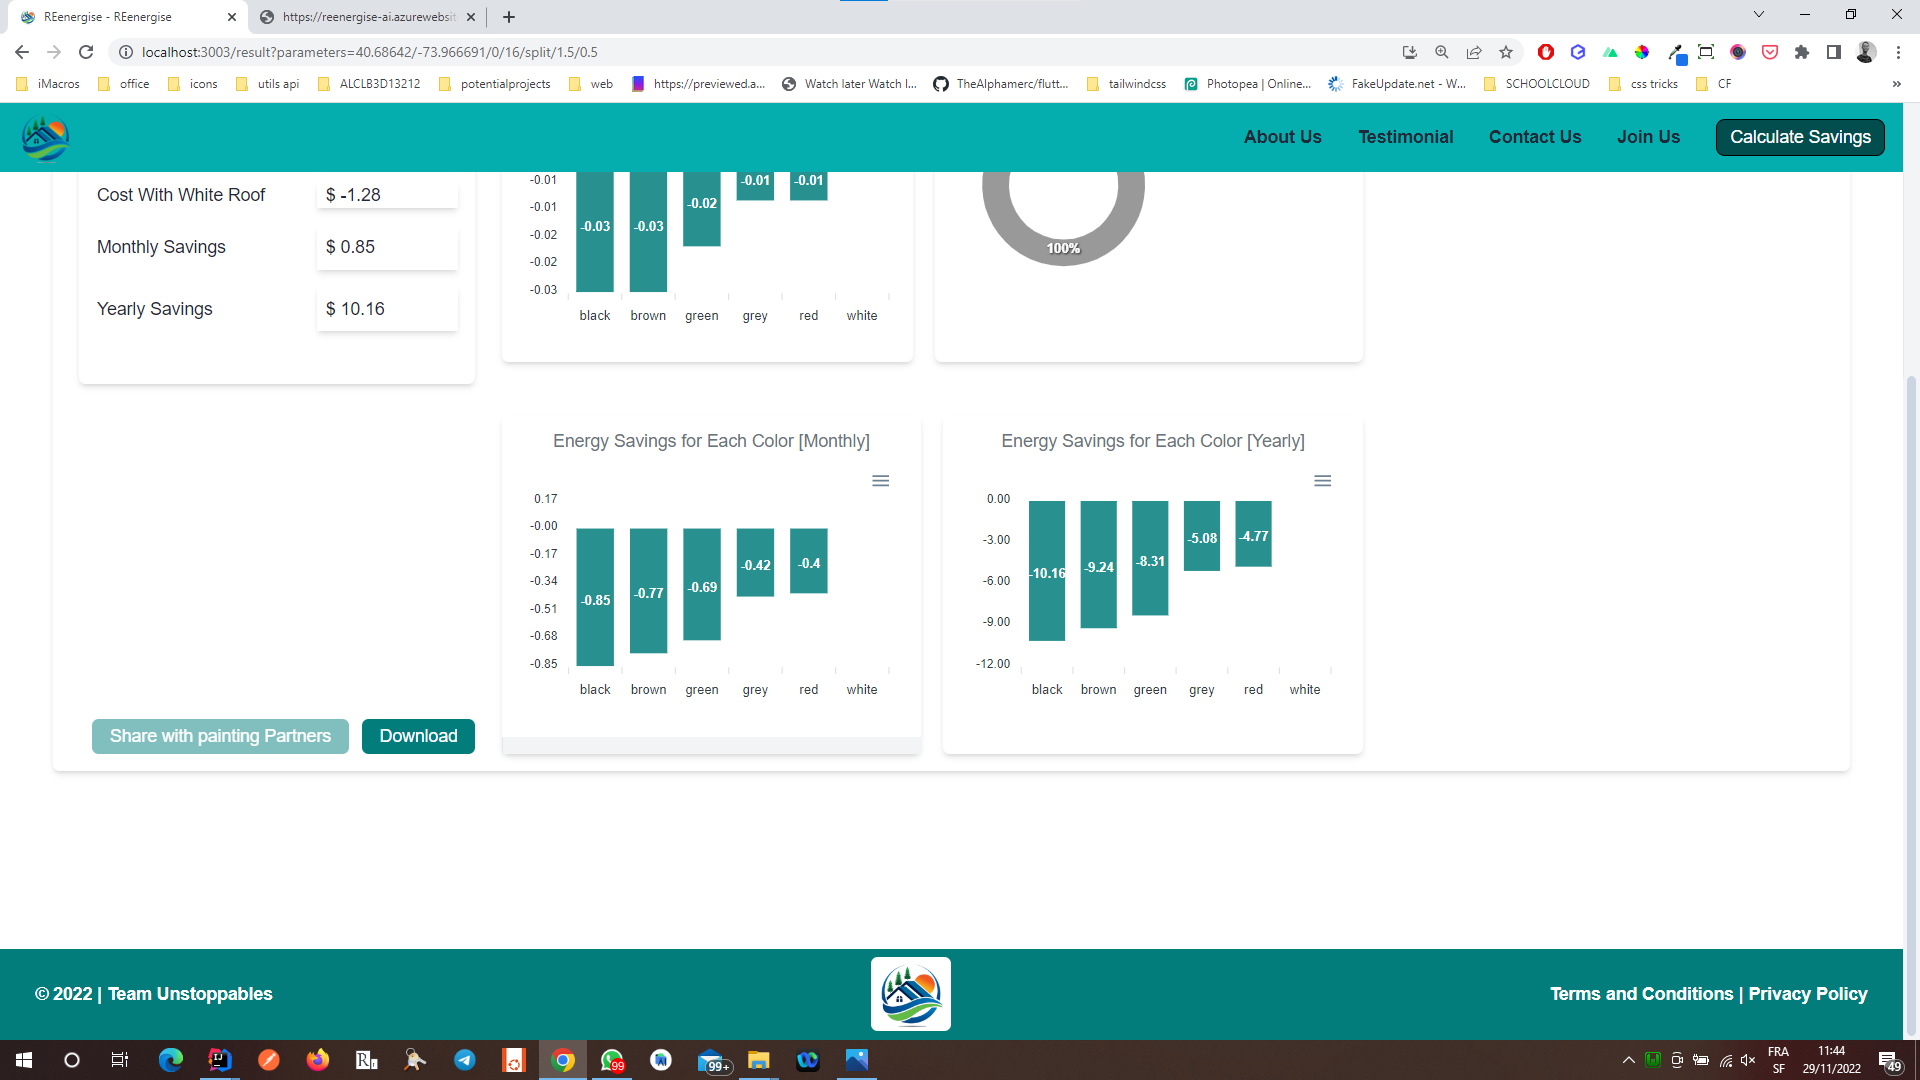 REenergise - REenergise
https://reenergise-ai.azurewebsit
localhost:3003/result?parameters=40.68642/-73.966691/0/16/split/1.5/0.5
iMacros office icons utils api ALCLB3D13212 potentialprojects web https://previewed.a... Watch later Watch l... TheAlphamerc/flutt... tailwindcss Photopea | Online... FakeUpdate.net - W... SCHOOLCLOUD css tricks CF »
About Us Testimonial Contact Us Join Us Calculate Savings
Cost With White Roof $ -1.28
Monthly Savings $ 0.85
Yearly Savings $ 10.16
-0.01
-0.01
-0.02
-0.02
-0.03
-0.03 -0.03 -0.02 -0.01 -0.01
black brown green grey red white
100%
Energy Savings for Each Color [Monthly]
0.17
-0.00
-0.17
-0.34
-0.51
-0.68
-0.85
-0.85 -0.77 -0.69 -0.42 -0.4
black brown green grey red white
Energy Savings for Each Color [Yearly]
0.00
-3.00
-6.00
-9.00
-12.00
-10.16 -9.24 -8.31 -5.08 -4.77
black brown green grey red white
Share with painting Partners Download
© 2022 | Team Unstoppables
Terms and Conditions | Privacy Policy
99
AI
99+
FRA
SF
11:44
29/11/2022
49